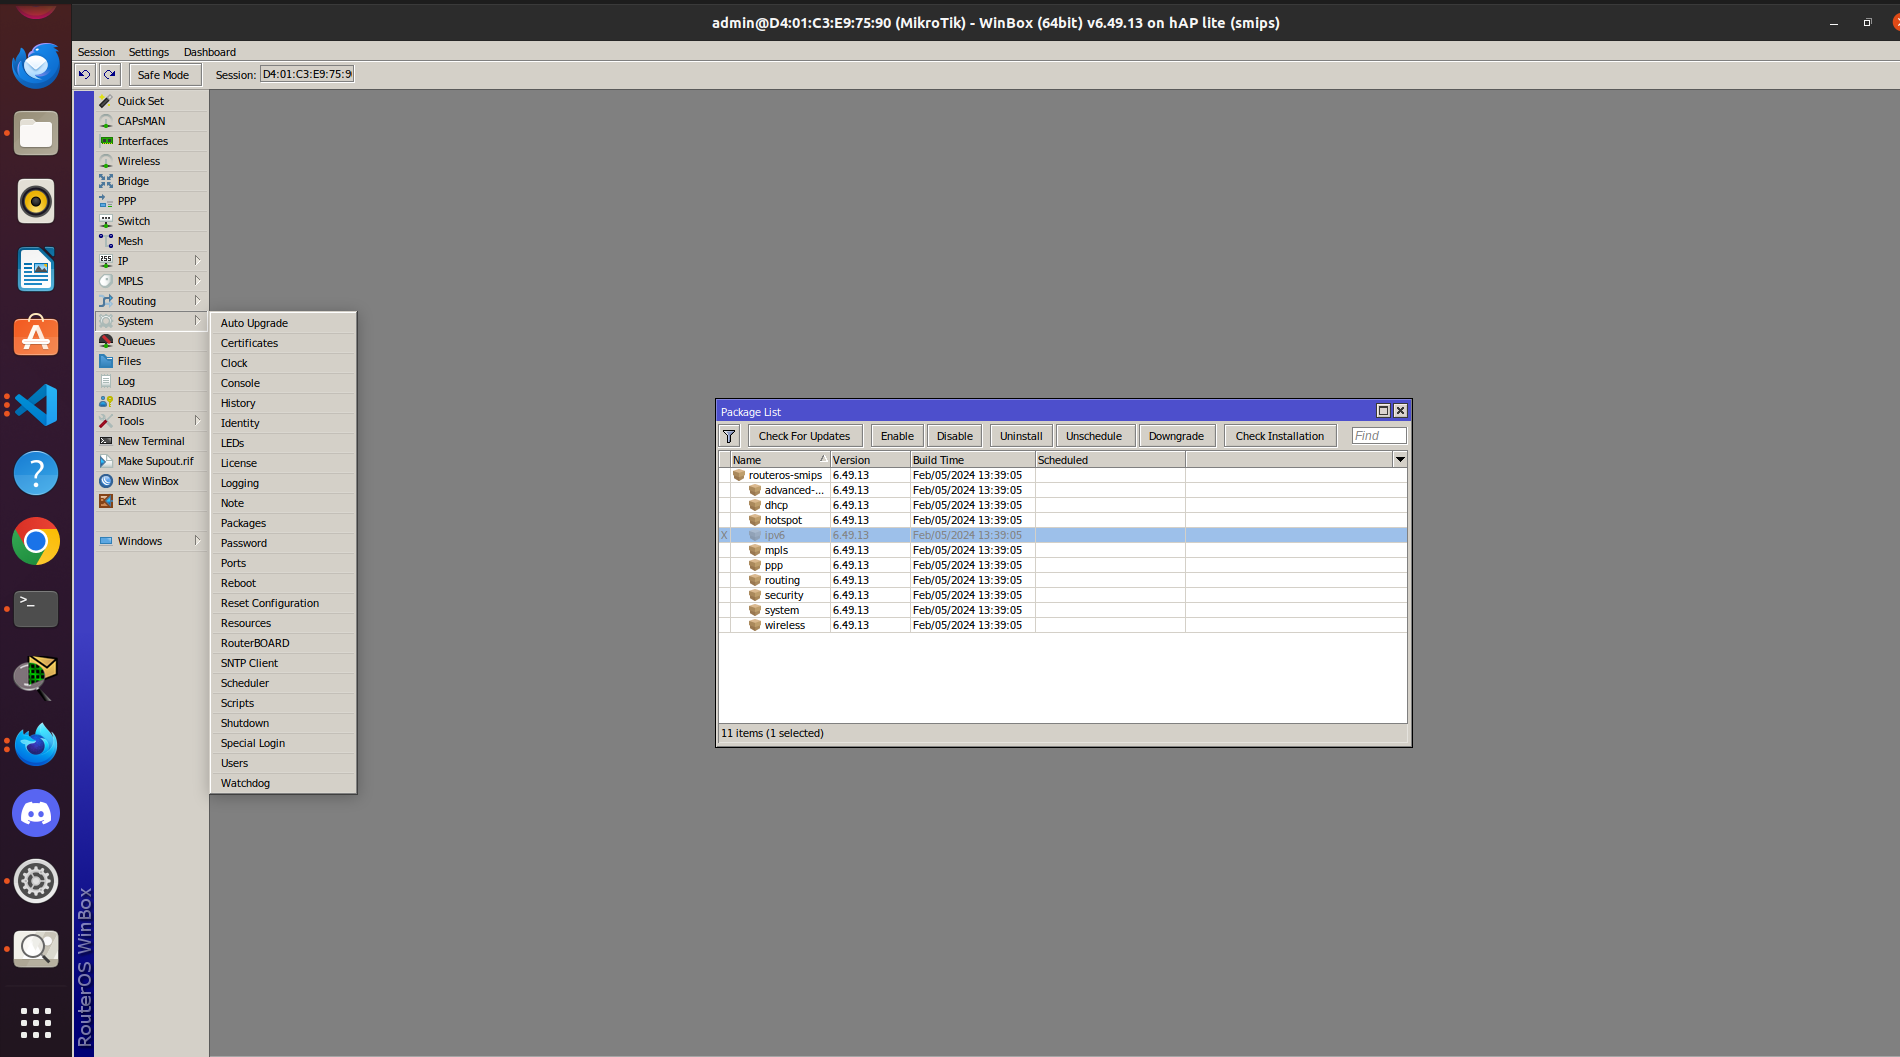 admin@D4:01:C3:E9:75:90 (MikroTik) - WinBox (64bit) v6.49.13 on hAP lite (smips)
Session Settings Dashboard
Safe Mode Session: D4:01:C3:E9:75:9
Quick Set
CAPsMAN
Interfaces
Wireless
Bridge
PPP
Switch
Mesh
IP
MPLS
Routing
System
Queues
Files
Log
RADIUS
Tools
New Terminal
Make Supout.rif
New WinBox
Exit
Windows
RouterOS WinBox
Auto Upgrade
Certificates
Clock
Console
History
Identity
LEDs
License
Logging
Note
Packages
Password
Ports
Reboot
Reset Configuration
Resources
RouterBOARD
SNTP Client
Scheduler
Scripts
Shutdown
Special Login
Users
Watchdog
Package List
Check For Updates Enable Disable Uninstall Unschedule Downgrade Check Installation Find
Name Version Build Time Scheduled
routeros-smips 6.49.13 Feb/05/2024 13:39:05
advanced-... 6.49.13 Feb/05/2024 13:39:05
dhcp 6.49.13 Feb/05/2024 13:39:05
hotspot 6.49.13 Feb/05/2024 13:39:05
X ipv6 6.49.13 Feb/05/2024 13:39:05
mpls 6.49.13 Feb/05/2024 13:39:05
ppp 6.49.13 Feb/05/2024 13:39:05
routing 6.49.13 Feb/05/2024 13:39:05
security 6.49.13 Feb/05/2024 13:39:05
system 6.49.13 Feb/05/2024 13:39:05
wireless 6.49.13 Feb/05/2024 13:39:05
11 items (1 selected)